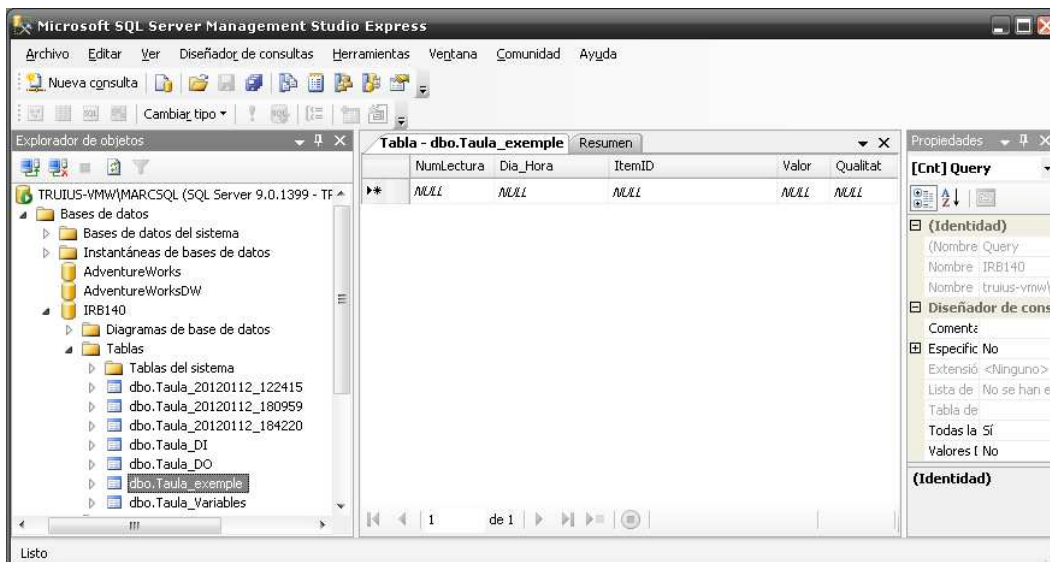 Microsoft SQL Server Management Studio Express
Archivo Editar Ver Diseñador de consultas Herramientas Ventana Comunidad Ayuda
Nueva consulta
Cambiar tipo
Explorador de objetos
TRUIUS-VMW\MARCSQL (SQL Server 9.0.1399 - TR
Bases de datos
Bases de datos del sistema
Instantáneas de bases de datos
AdventureWorks
AdventureWorksDW
IRB140
Diagramas de base de datos
Tablas
Tablas del sistema
dbo.Taula_20120112_122415
dbo.Taula_20120112_180959
dbo.Taula_20120112_184220
dbo.Taula_DI
dbo.Taula_DO
dbo.Taula_exemple
dbo.Taula_Variables
Tabla - dbo.Taula_exemple Resumen
NumLectura Dia_Hora ItemID Valor Qualitat
NULL NULL NULL NULL NULL
1 de 1
Propiedades
[Cnt] Query
(Identidad)
(Nombre Query
Nombre IRB140
Nombre truius-vmw\
Diseñador de cons
Comenta
Especific No
Extensió <Ninguno>
Lista de No se han e
Tabla de
Todas la Sí
Valores D No
(Identidad)
Listo